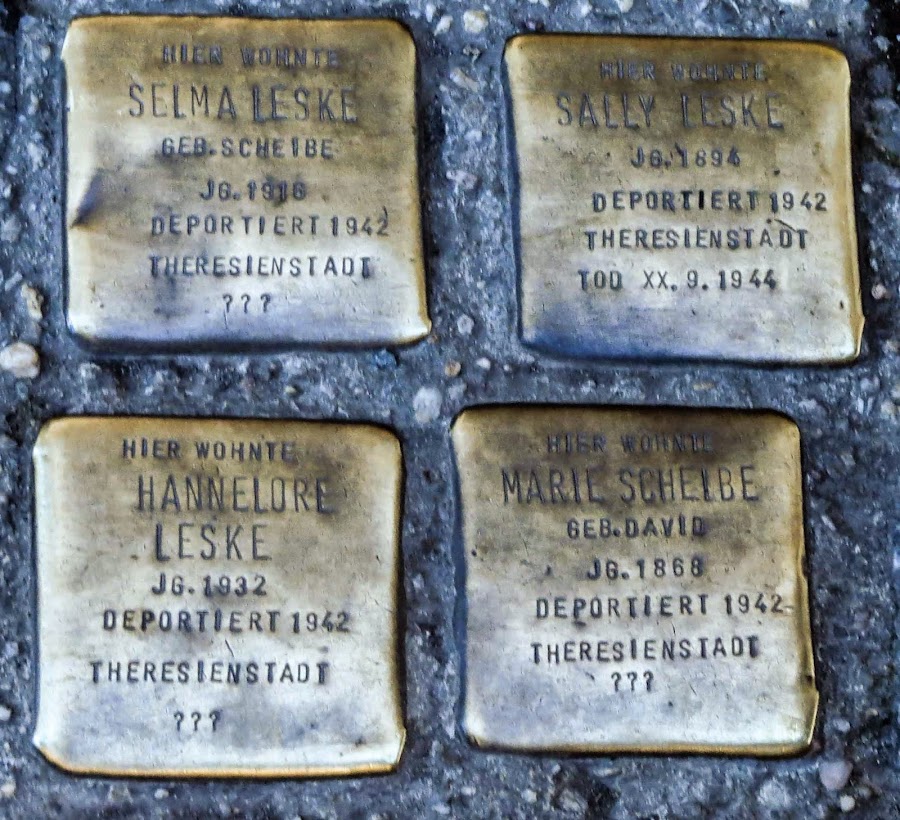 HIER WOHNTE
SELMA LESKE
GEB. SCHEIBE
JG. 1916
DEPORTIERT 1942
THERESIENSTADT
???
HIER WOHNTE
SALLY LESKE
JG. 1894
DEPORTIERT 1942
THERESIENSTADT
TOD XX. 9. 1944
HIER WOHNTE
HANNELORE
LESKE
JG. 1932
DEPORTIERT 1942
THERESIENSTADT
???
HIER WOHNTE
MARIE SCHEIBE
GEB. DAVID
JG. 1868
DEPORTIERT 1942
THERESIENSTADT
???